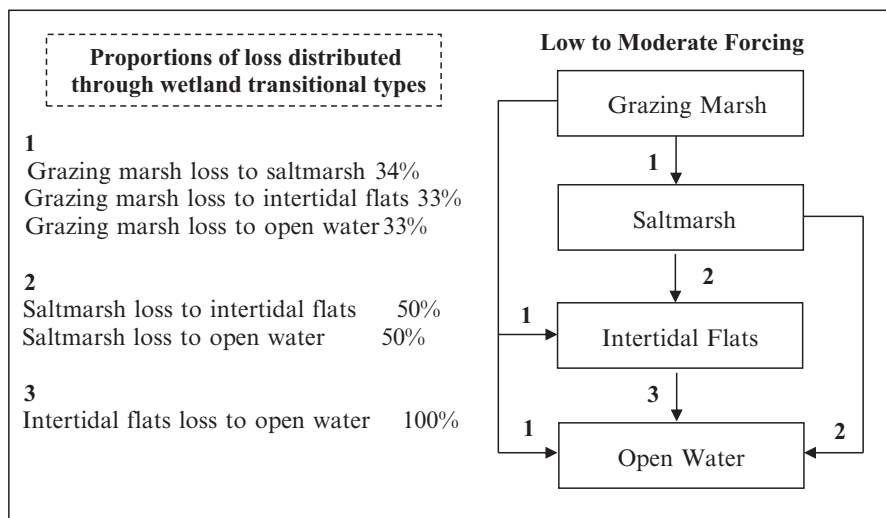 Proportions of loss distributed
through wetland transitional types
1
Grazing marsh loss to saltmarsh 34%
Grazing marsh loss to intertidal flats 33%
Grazing marsh loss to open water 33%
2
Saltmarsh loss to intertidal flats 50%
Saltmarsh loss to open water 50%
3
Intertidal flats loss to open water 100%
Low to Moderate Forcing
Grazing Marsh
1
Saltmarsh
2
1
Intertidal Flats
3
1
2
Open Water